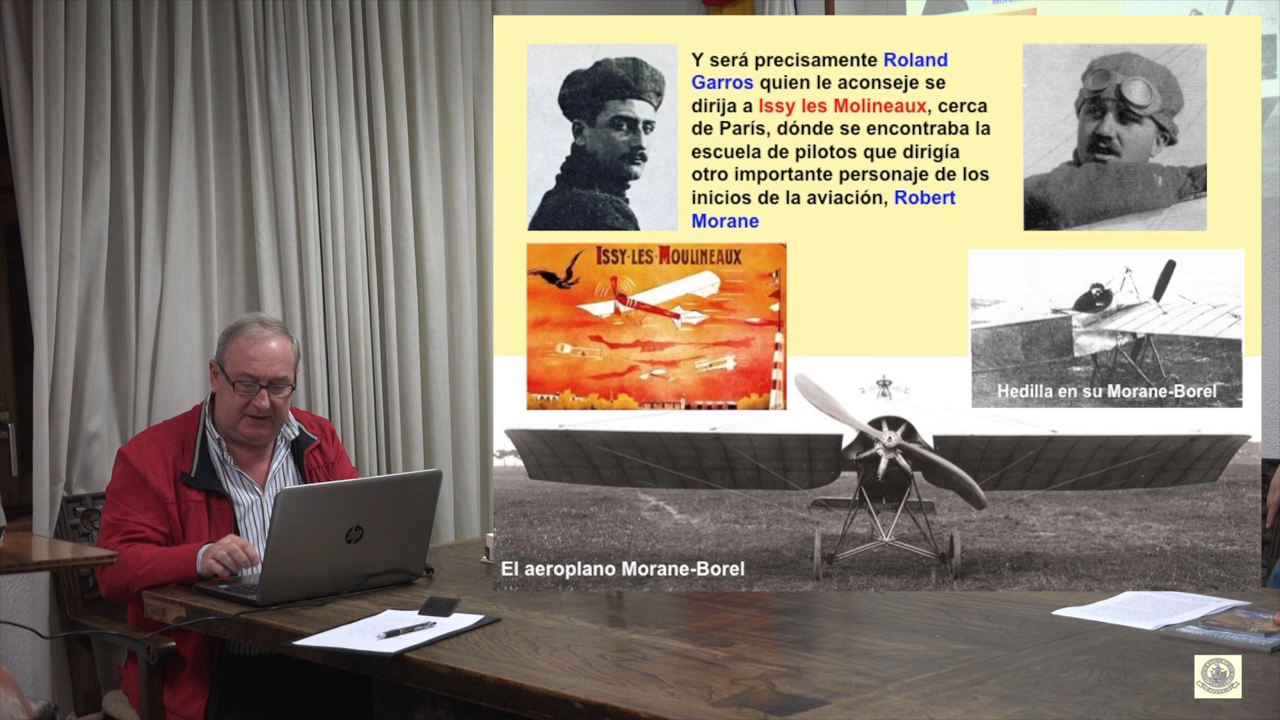 Y será precisamente Roland
Garros quien le aconseje se
dirija a Issy les Molineaux, cerca
de París, dónde se encontraba la
escuela de pilotos que dirigía
otro importante personaje de los
inicios de la aviación, Robert
Morane
ISSY-LES-MOULINEAUX
Hedilla en su Morane-Borel
El aeroplano Morane-Borel
hp